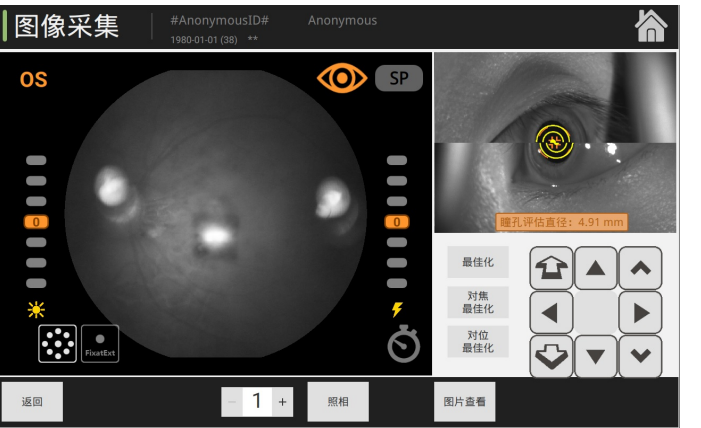 图像采集
#AnonymousID# Anonymous
1980-01-01 (38) **
OS
SP
0
0
瞳孔评估直径: 4.91 mm
最佳化
对焦
最佳化
对位
最佳化
FixatExt
返回
− 1 +
照相
图片查看